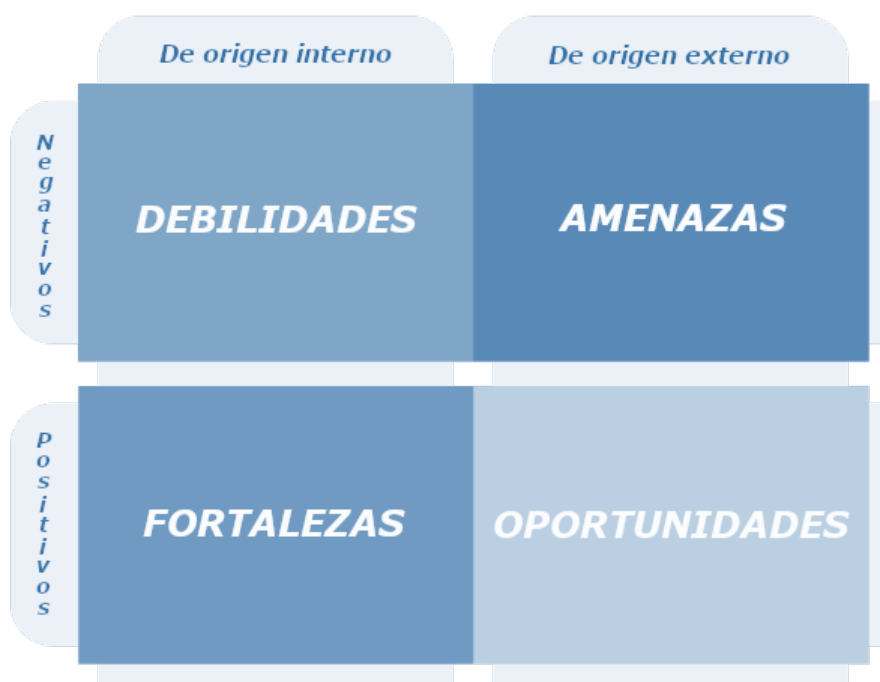 De origen interno
De origen externo
Negativos
DEBILIDADES
AMENAZAS
Positivos
FORTALEZAS
OPORTUNIDADES